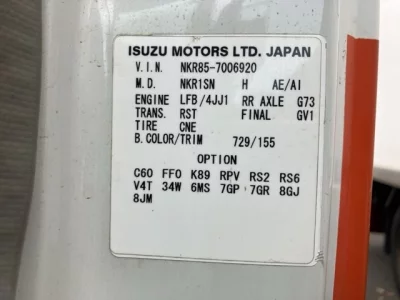 ISUZU MOTORS LTD. JAPAN
V.I.N. NKR85-7006920
M.D. NKR1SN H AE/AI
ENGINE LFB/4JJ1 RR AXLE G73
TRANS. RST FINAL GV1
TIRE CNE
B.COLOR/TRIM 729/155
OPTION
C60 FF0 K89 RPV RS2 RS6
V4T 34W 6MS 7GP 7GR 8GJ
8JM